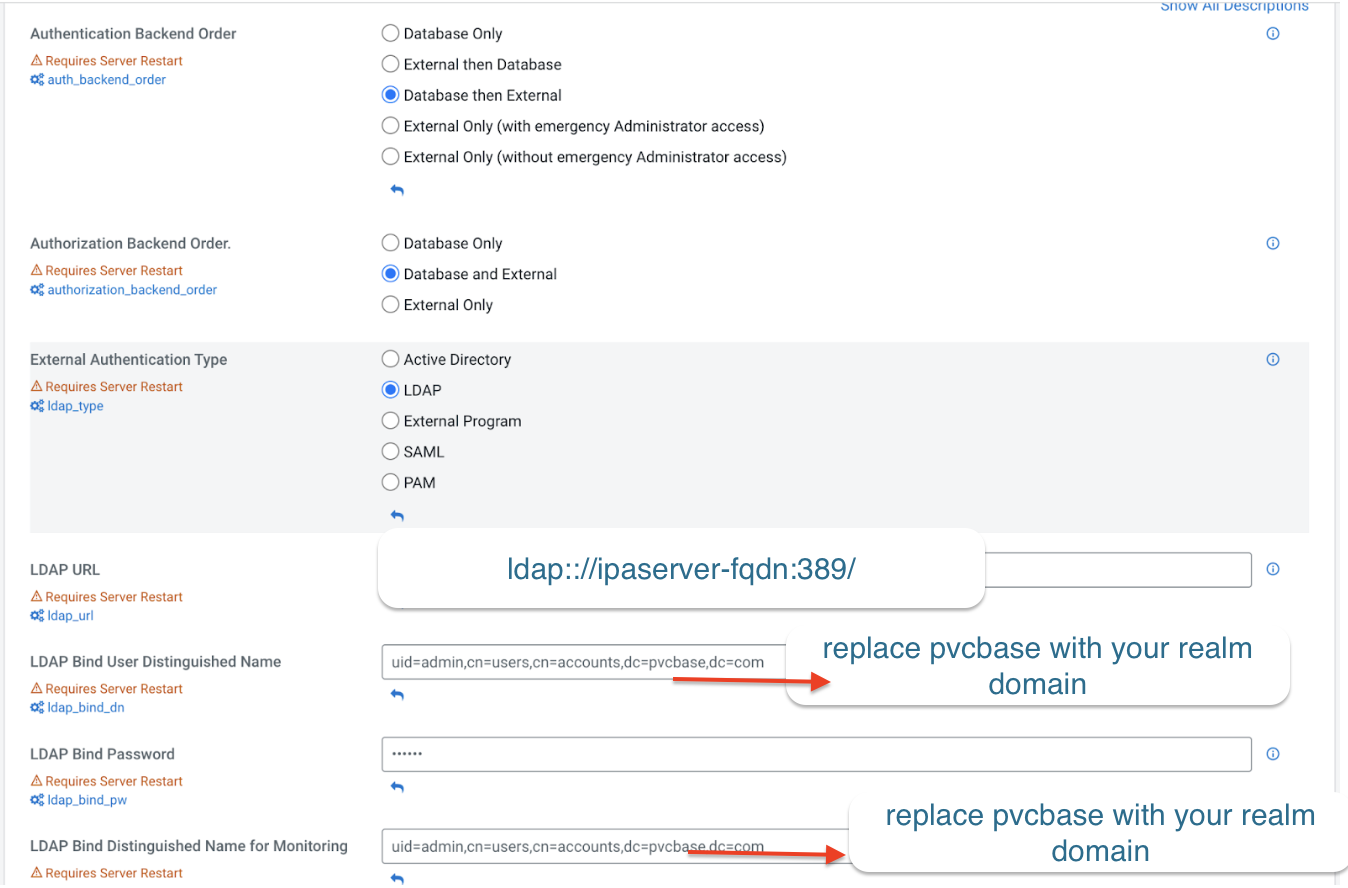 Show All Descriptions
Authentication Backend Order
Requires Server Restart
auth_backend_order
Database Only
External then Database
Database then External
External Only (with emergency Administrator access)
External Only (without emergency Administrator access)
Authorization Backend Order.
Requires Server Restart
authorization_backend_order
Database Only
Database and External
External Only
External Authentication Type
Requires Server Restart
ldap_type
Active Directory
LDAP
External Program
SAML
PAM
LDAP URL
Requires Server Restart
ldap_url
ldap:://ipaserver-fqdn:389/
LDAP Bind User Distinguished Name
Requires Server Restart
ldap_bind_dn
uid=admin,cn=users,cn=accounts,dc=pvcbase,dc=com
replace pvcbase with your realm
domain
LDAP Bind Password
Requires Server Restart
ldap_bind_pw
••••••
LDAP Bind Distinguished Name for Monitoring
Requires Server Restart
uid=admin,cn=users,cn=accounts,dc=pvcbase,dc=com
replace pvcbase with your realm
domain